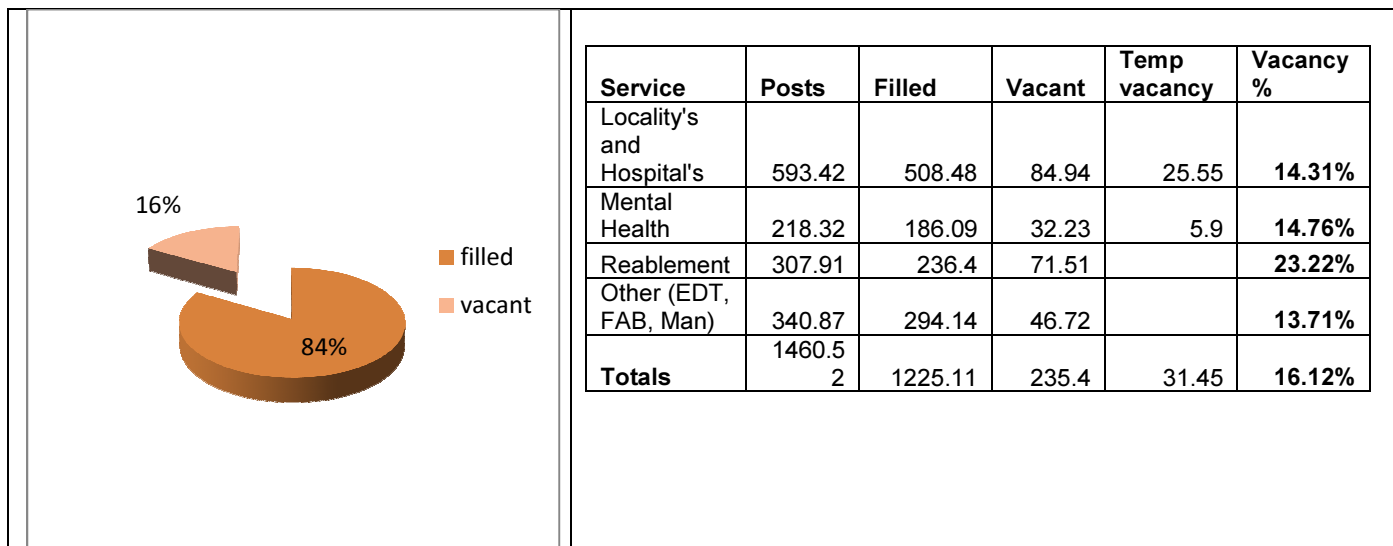 16%
84%
filled
vacant
Service Posts Filled Vacant Temp vacancy Vacancy %
Locality's
and
Hospital's 593.42 508.48 84.94 25.55 14.31%
Mental
Health 218.32 186.09 32.23 5.9 14.76%
Reablement 307.91 236.4 71.51 23.22%
Other (EDT,
FAB, Man) 340.87 294.14 46.72 13.71%
Totals 1460.52 1225.11 235.4 31.45 16.12%